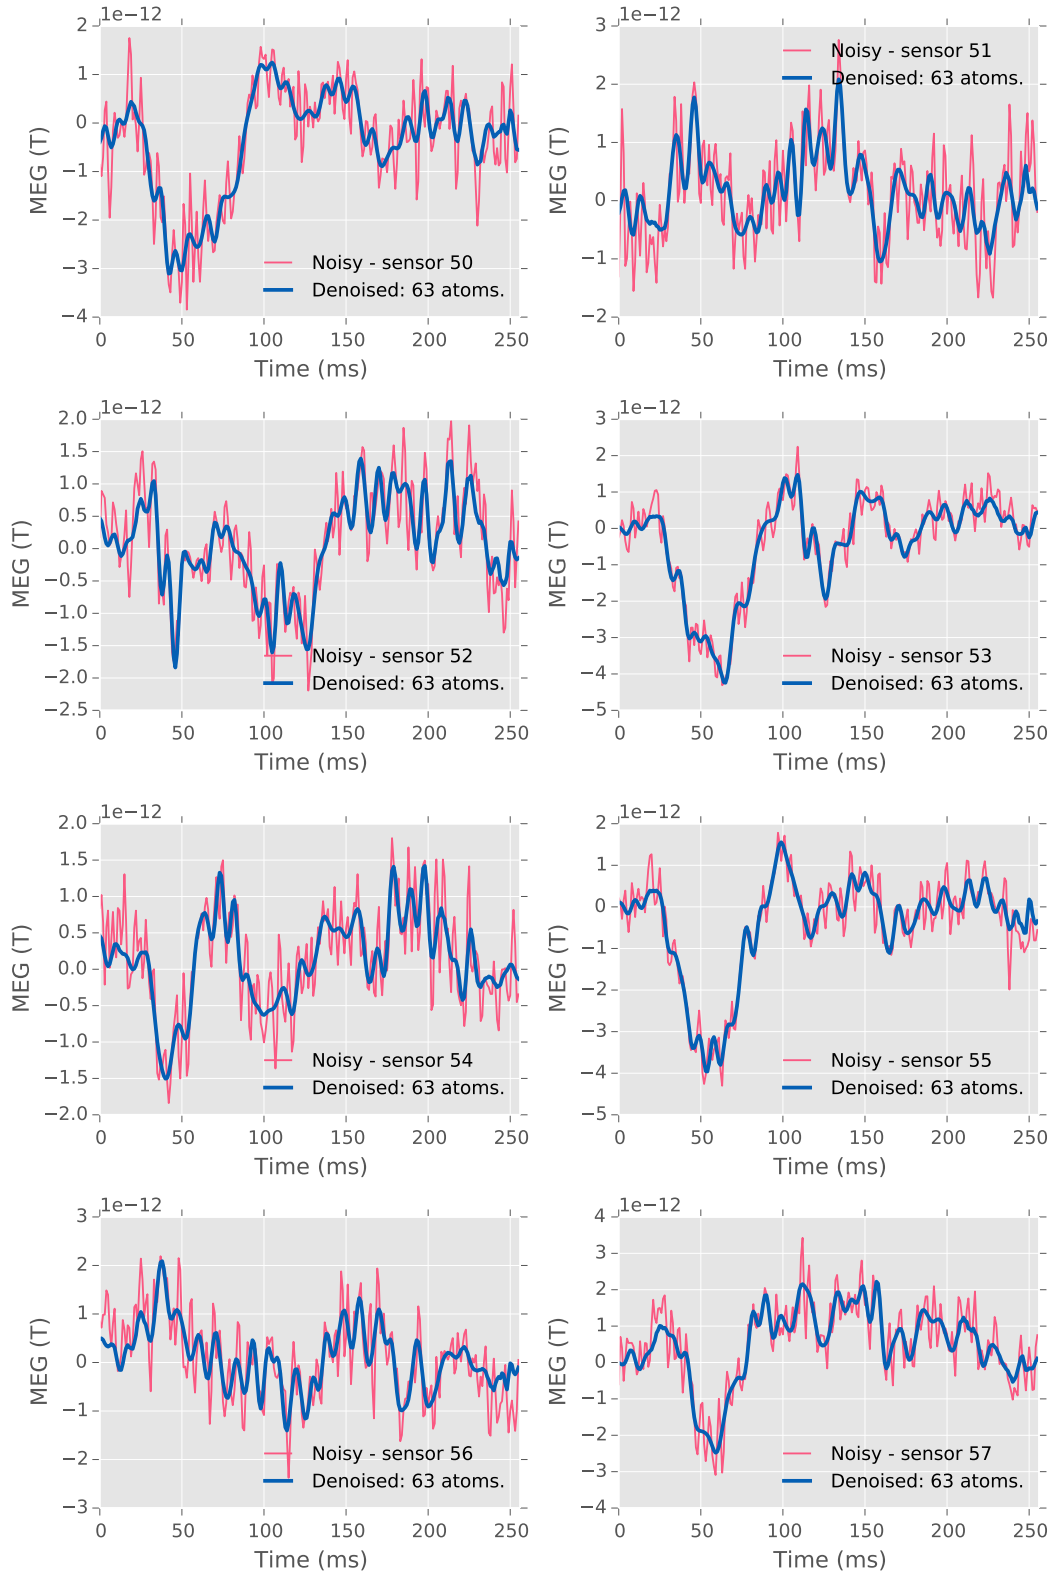 1e−12
2
1
0
−1
−2
−3
−4
MEG (T)
Noisy - sensor 50
Denoised: 63 atoms.
0 50 100 150 200 250
Time (ms)
1e−12
3
2
1
0
−1
−2
MEG (T)
Noisy - sensor 51
Denoised: 63 atoms.
0 50 100 150 200 250
Time (ms)
1e−12
2.0
1.5
1.0
0.5
0.0
−0.5
−1.0
−1.5
−2.0
−2.5
MEG (T)
Noisy - sensor 52
Denoised: 63 atoms.
0 50 100 150 200 250
Time (ms)
1e−12
3
2
1
0
−1
−2
−3
−4
−5
MEG (T)
Noisy - sensor 53
Denoised: 63 atoms.
0 50 100 150 200 250
Time (ms)
1e−12
2.0
1.5
1.0
0.5
0.0
−0.5
−1.0
−1.5
−2.0
MEG (T)
Noisy - sensor 54
Denoised: 63 atoms.
0 50 100 150 200 250
Time (ms)
1e−12
2
1
0
−1
−2
−3
−4
−5
MEG (T)
Noisy - sensor 55
Denoised: 63 atoms.
0 50 100 150 200 250
Time (ms)
1e−12
3
2
1
0
−1
−2
−3
MEG (T)
Noisy - sensor 56
Denoised: 63 atoms.
0 50 100 150 200 250
Time (ms)
1e−12
4
3
2
1
0
−1
−2
−3
−4
MEG (T)
Noisy - sensor 57
Denoised: 63 atoms.
0 50 100 150 200 250
Time (ms)